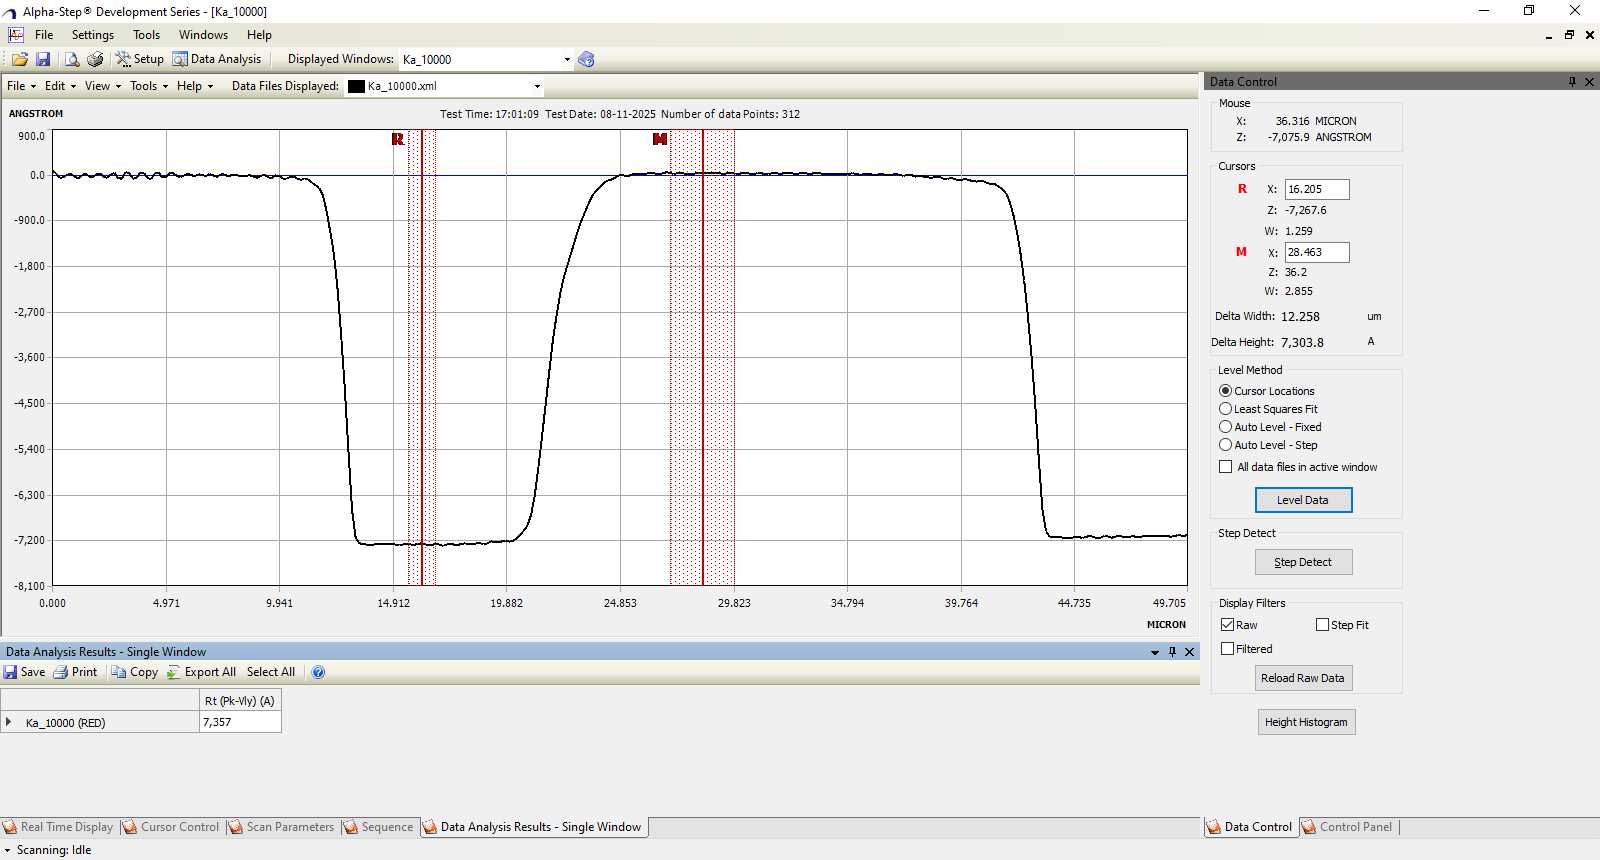 Alpha-Step® Development Series - [Ka_10000]
File Settings Tools Windows Help
Setup Data Analysis Displayed Windows: Ka_10000
File Edit View Tools Help Data Files Displayed: Ka_10000.xml
ANGSTROM
Test Time: 17:01:09 Test Date: 08-11-2025 Number of data Points: 312
R M
900.0
0.0
-900.0
-1,800
-2,700
-3,600
-4,500
-5,400
-6,300
-7,200
-8,100
0.000 4.971 9.941 14.912 19.882 24.853 29.823 34.794 39.764 44.735 49.705
MICRON
Data Analysis Results - Single Window
Save Print Copy Export All Select All
Rt (Pk-Vly) (A)
Ka_10000 (RED) 7,357
Real Time Display Cursor Control Scan Parameters Sequence Data Analysis Results - Single Window
Scanning: Idle
Data Control
Mouse
X: 36.316 MICRON
Z: -7,075.9 ANGSTROM
Cursors
R X: 16.205
Z: -7,267.6
W: 1.259
M X: 28.463
Z: 36.2
W: 2.855
Delta Width: 12.258 um
Delta Height: 7,303.8 A
Level Method
Cursor Locations
Least Squares Fit
Auto Level - Fixed
Auto Level - Step
All data files in active window
Level Data
Step Detect
Step Detect
Display Filters
Raw Step Fit
Filtered
Reload Raw Data
Height Histogram
Data Control Control Panel